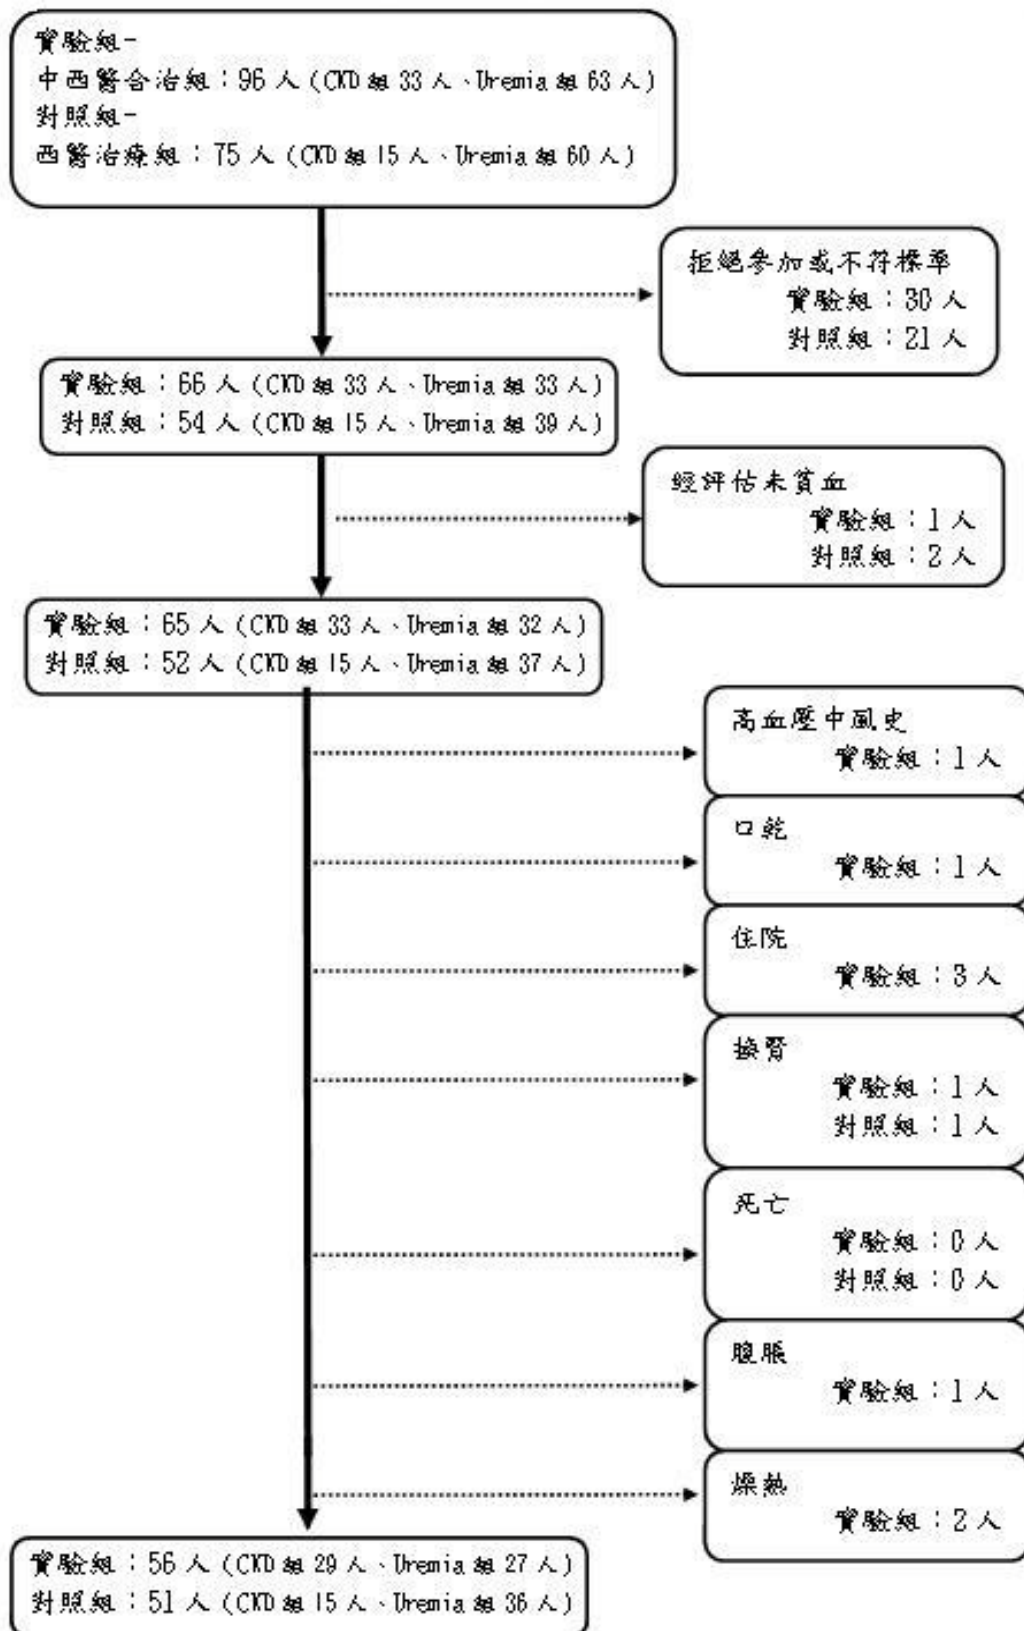 實驗組-
中西醫合治組：96 人 (CKD 組 33 人、Uremia 組 63 人)
對照組-
西醫治療組：75 人 (CKD 組 15 人、Uremia 組 60 人)
拒絕參加或不符標準
實驗組：30 人
對照組：21 人
實驗組：66 人 (CKD 組 33 人、Uremia 組 33 人)
對照組：54 人 (CKD 組 15 人、Uremia 組 39 人)
經評估未貧血
實驗組：1 人
對照組：2 人
實驗組：65 人 (CKD 組 33 人、Uremia 組 32 人)
對照組：52 人 (CKD 組 15 人、Uremia 組 37 人)
高血壓中風史
實驗組：1 人
口乾
實驗組：1 人
住院
實驗組：3 人
換腎
實驗組：1 人
對照組：1 人
死亡
實驗組：0 人
對照組：0 人
腹脹
實驗組：1 人
燥熱
實驗組：2 人
實驗組：56 人 (CKD 組 29 人、Uremia 組 27 人)
對照組：51 人 (CKD 組 15 人、Uremia 組 36 人)